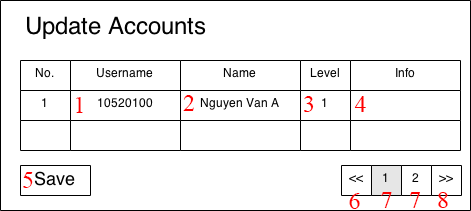 Update Accounts
No. Username Name Level Info
1 1 10520100 2 Nguyen Van A 3 1 4
5 Save << 1 2 >>
6 7 7 8